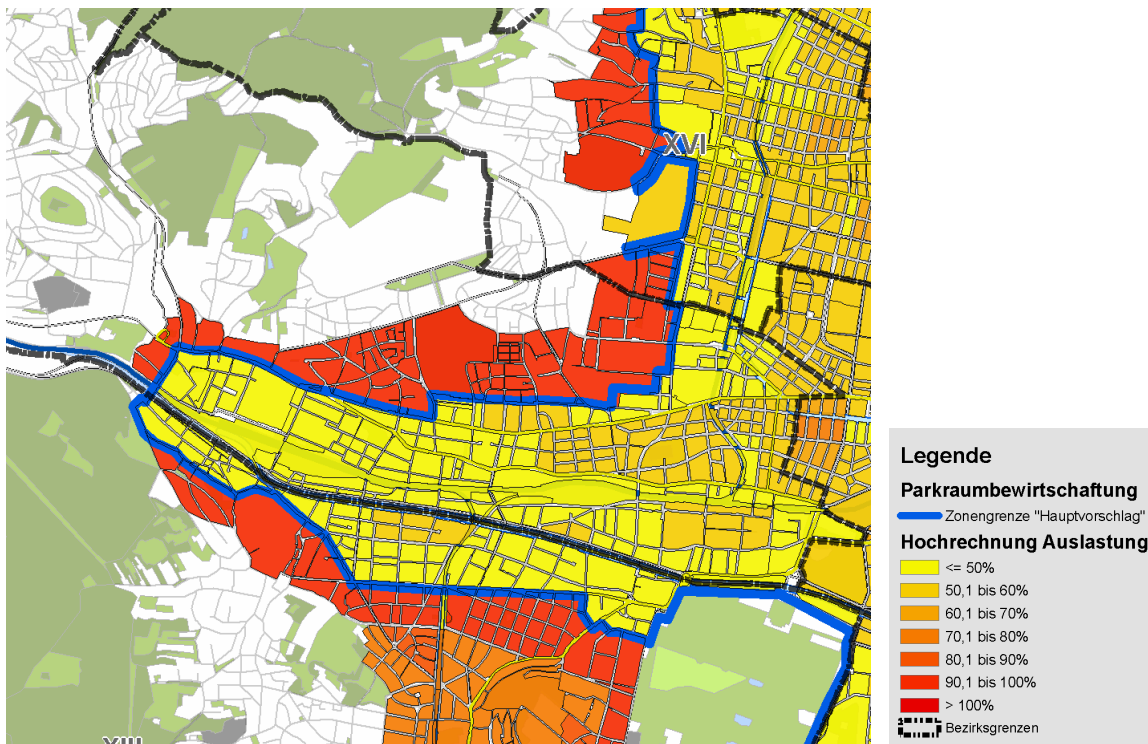 XVI
XIII
Legende
Parkraumbewirtschaftung
Zonengrenze "Hauptvorschlag"
Hochrechnung Auslastung
<= 50%
50,1 bis 60%
60,1 bis 70%
70,1 bis 80%
80,1 bis 90%
90,1 bis 100%
> 100%
Bezirksgrenzen